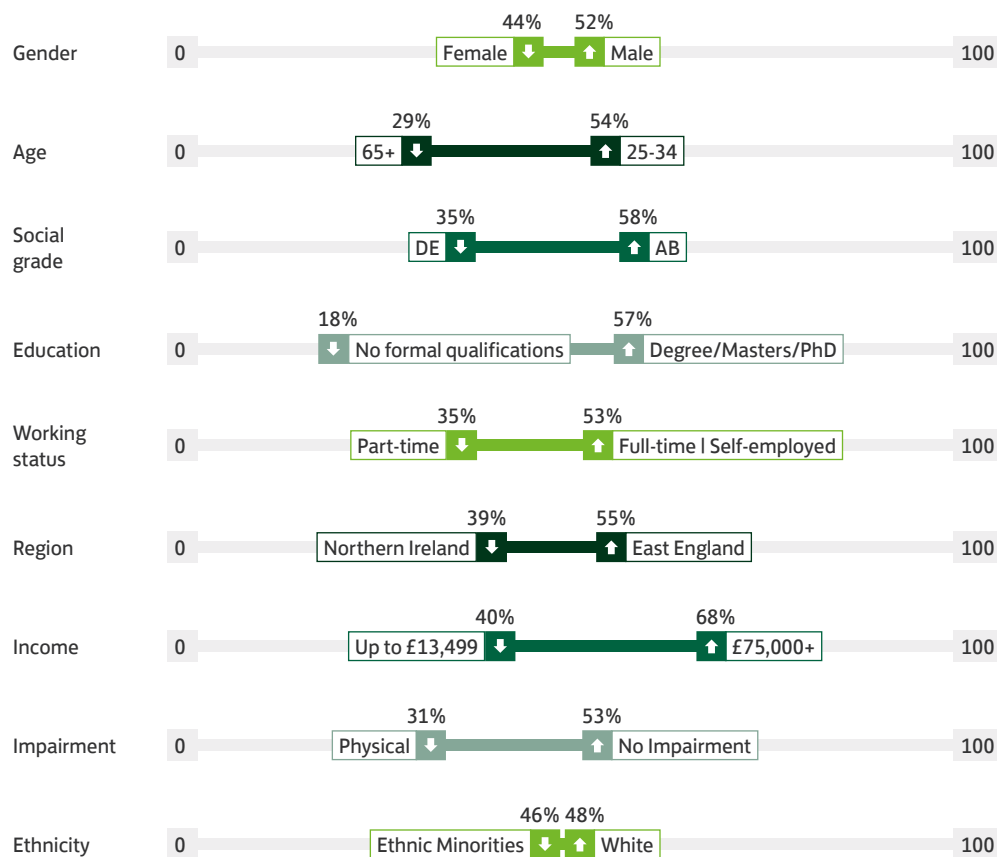 44% 52%
Gender 0 Female Male 100
29% 54%
Age 0 65+ 25-34 100
35% 58%
Social
grade 0 DE AB 100
18% 57%
Education 0 No formal qualifications Degree/Masters/PhD 100
35% 53%
Working
status 0 Part-time Full-time | Self-employed 100
39% 55%
Region 0 Northern Ireland East England 100
40% 68%
Income 0 Up to £13,499 £75,000+ 100
31% 53%
Impairment 0 Physical No Impairment 100
46% 48%
Ethnicity 0 Ethnic Minorities White 100